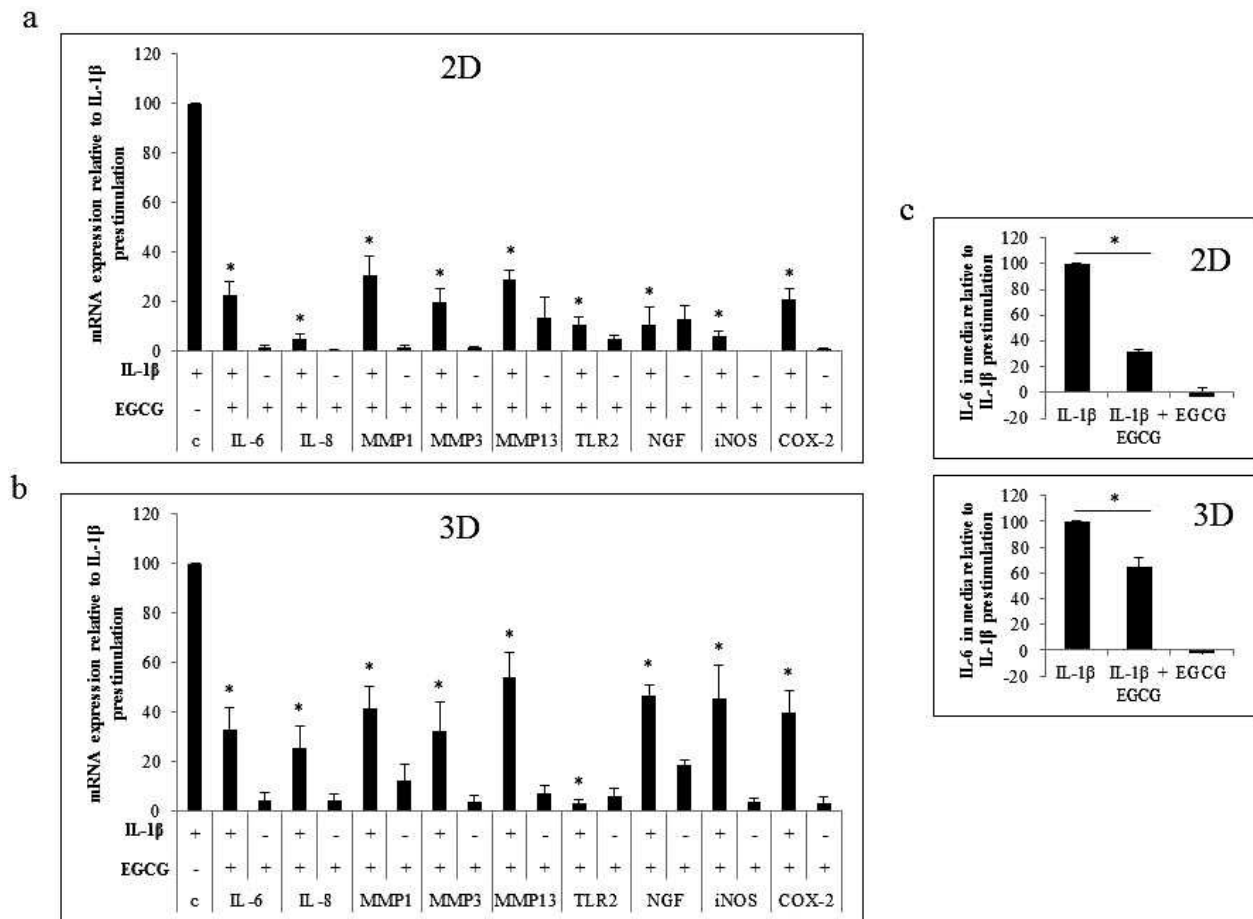 a
2D
mRNA expression relative to IL-1β
prestimulation
120
100
80
60
40
20
0
* * * * * * * * *
IL-1β + + - + - + - + - + - + - + - + - + -
EGCG - + + + + + + + + + + + + + + + + + +
c IL-6 IL-8 MMP1 MMP3 MMP13 TLR2 NGF iNOS COX-2
b
3D
mRNA expression relative to IL-1β
prestimulation
120
100
80
60
40
20
0
* * * * * * * * *
IL-1β + + - + - + - + - + - + - + - + - + -
EGCG - + + + + + + + + + + + + + + + + + +
c IL-6 IL-8 MMP1 MMP3 MMP13 TLR2 NGF iNOS COX-2
c
2D
IL-6 in media relative to
IL-1β prestimulation
120
100
80
60
40
20
0
-20
*
IL-1β IL-1β + EGCG
EGCG
3D
IL-6 in media relative to
IL-1β prestimulation
120
100
80
60
40
20
0
-20
*
IL-1β IL-1β + EGCG
EGCG